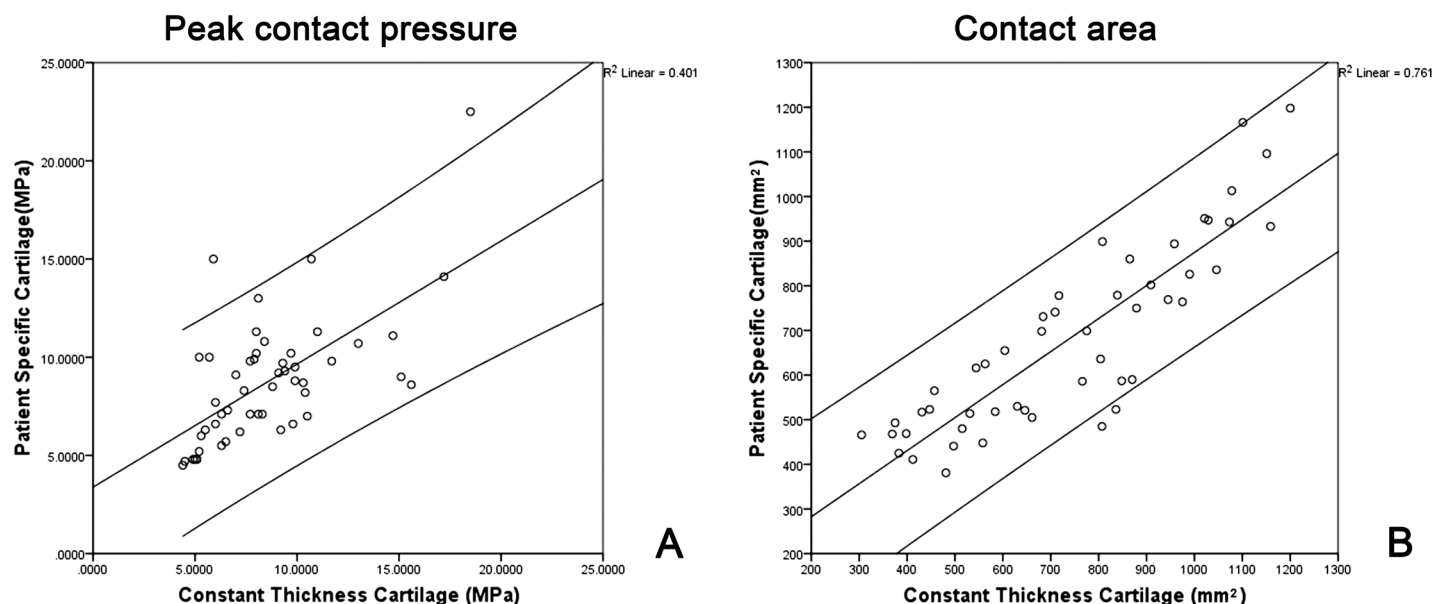 Peak contact pressure
R² Linear = 0.401
25.0000
20.0000
15.0000
10.0000
5.0000
.0000
Patient Specific Cartilage(MPa)
.0000 5.0000 10.0000 15.0000 20.0000 25.0000
Constant Thickness Cartilage (MPa)
A
Contact area
R² Linear = 0.761
1300
1200
1100
1000
900
800
700
600
500
400
300
200
Patient Specific Cartilage(mm²)
200 300 400 500 600 700 800 900 1000 1100 1200 1300
Constant Thickness Cartilage (mm²)
B